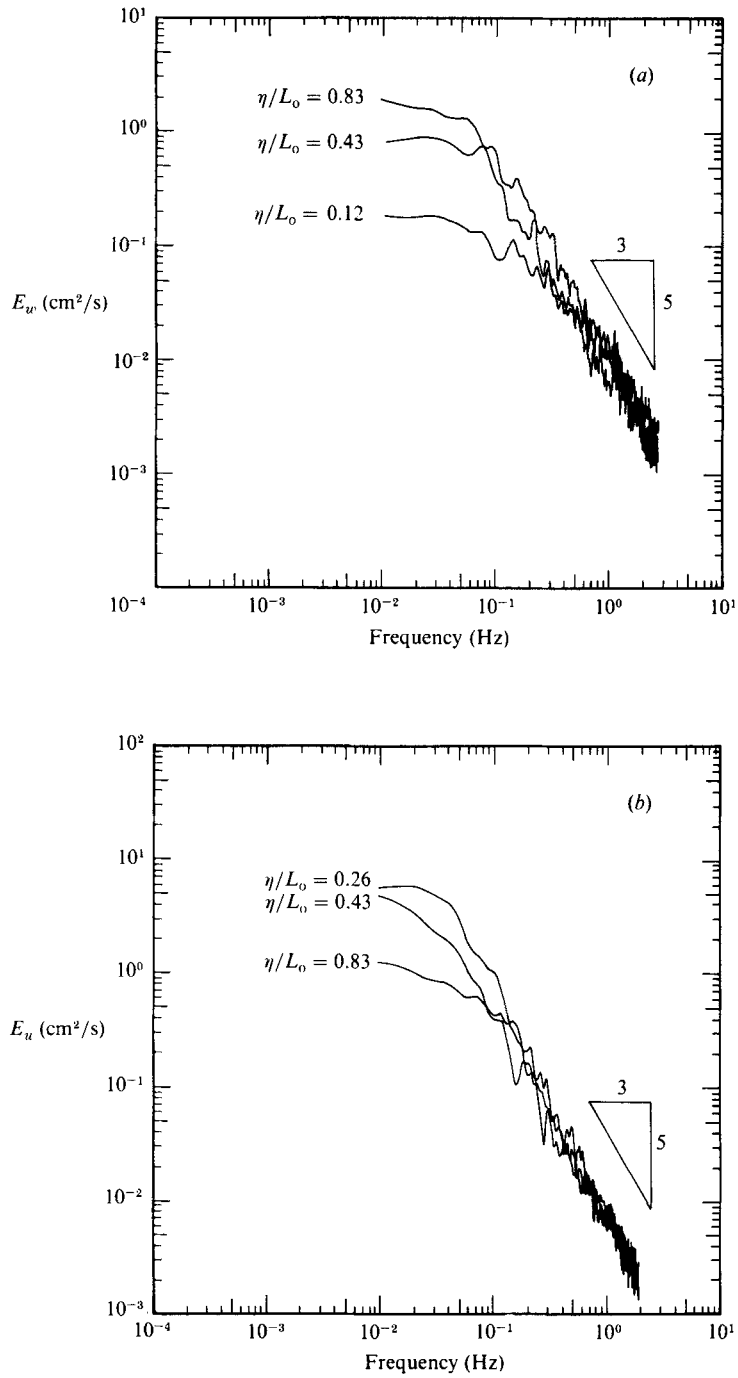 10¹
(a)
η/L₀ = 0.83
10⁰
η/L₀ = 0.43
η/L₀ = 0.12
10⁻¹
3
E_w (cm²/s)
5
10⁻²
10⁻³
10⁻⁴ 10⁻³ 10⁻² 10⁻¹ 10⁰ 10¹
Frequency (Hz)
10²
(b)
10¹
η/L₀ = 0.26
η/L₀ = 0.43
η/L₀ = 0.83
10⁰
E_u (cm²/s)
10⁻¹
3
5
10⁻²
10⁻³
10⁻⁴ 10⁻³ 10⁻² 10⁻¹ 10⁰ 10¹
Frequency (Hz)